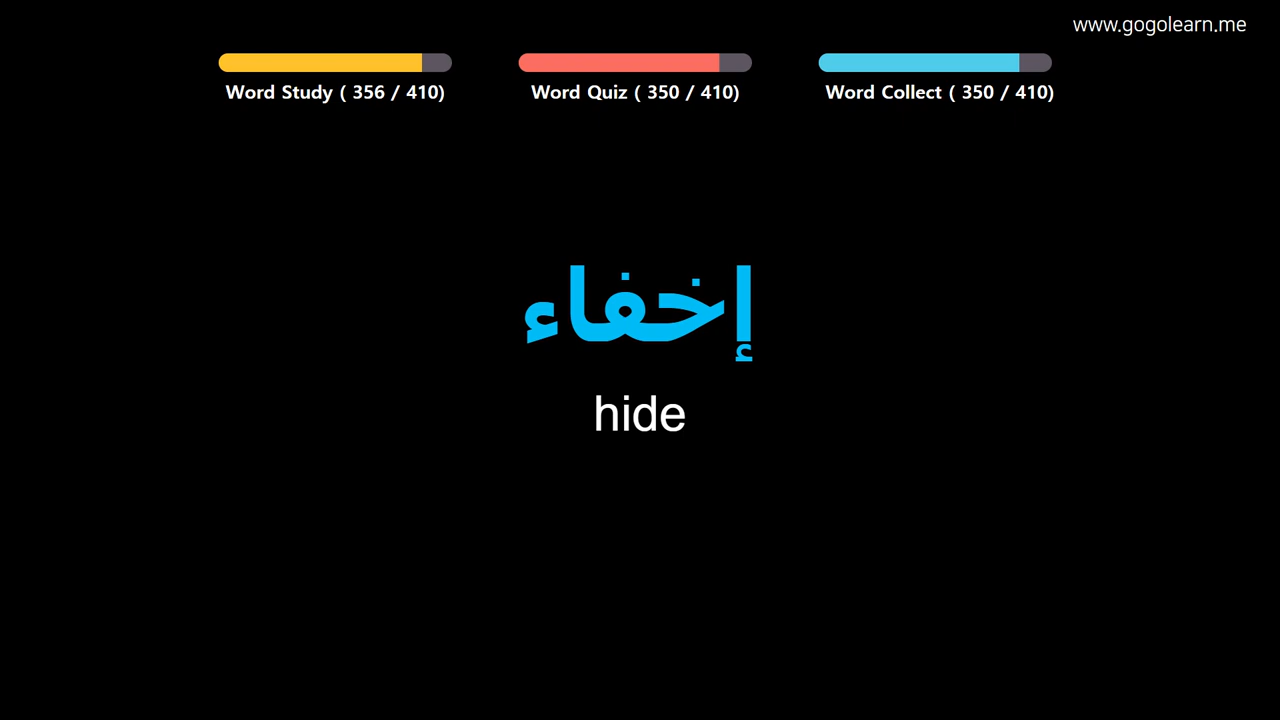 www.gogolearn.me
Word Study ( 356 / 410)
Word Quiz ( 350 / 410)
Word Collect ( 350 / 410)
إخفاء
hide